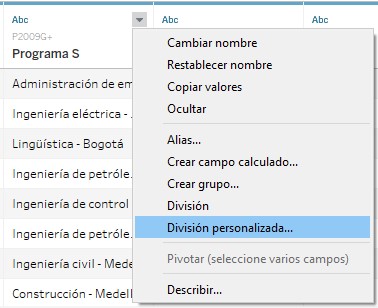 Abc
Abc
Abc
P2009G+
Programa S
Administración de em
Ingeniería eléctrica - .
Lingüística - Bogotá
Ingeniería de petróle..
Ingeniería de control
Ingeniería de petróle..
Ingeniería civil - Mede
Construcción - Medell
Cambiar nombre
Restablecer nombre
Copiar valores
Ocultar
Alias...
Crear campo calculado...
Crear grupo...
División
División personalizada...
Pivotar (seleccione varios campos)
Describir...